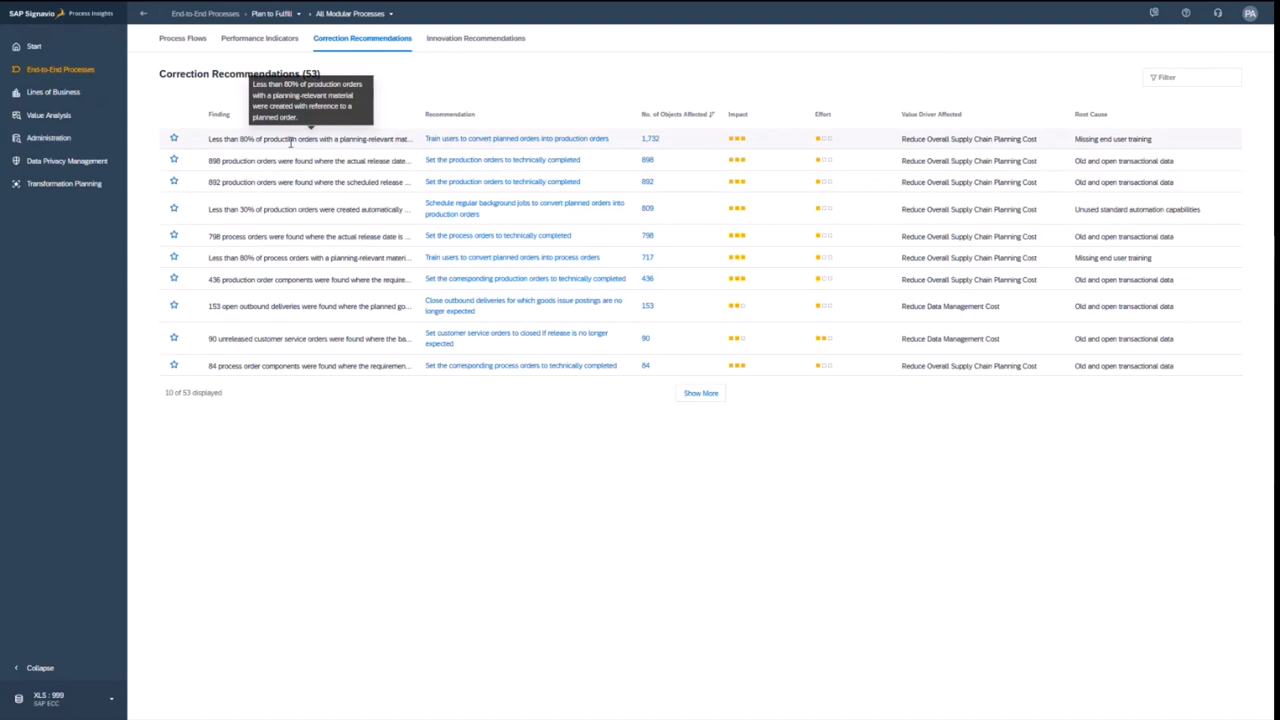 SAP Signavio Process Insights
End-to-End Processes > Plan to Fulfill > All Modular Processes
PA
Start
End-to-End Processes
Lines of Business
Value Analysis
Administration
Data Privacy Management
Transformation Planning
Collapse
XLS : 999
SAP ECC
Process Flows Performance Indicators Correction Recommendations Innovation Recommendations
Correction Recommendations (53)
Filter
Less than 80% of production orders
with a planning-relevant material
were created with reference to a
planned order.
Finding Recommendation No. of Objects Affected Impact Effort Value Driver Affected Root Cause
Less than 80% of production orders with a planning-relevant mat... Train users to convert planned orders into production orders 1,732 Reduce Overall Supply Chain Planning Cost Missing end user training
898 production orders were found where the actual release date... Set the production orders to technically completed 898 Reduce Overall Supply Chain Planning Cost Old and open transactional data
892 production orders were found where the scheduled release ... Set the production orders to technically completed 892 Reduce Overall Supply Chain Planning Cost Old and open transactional data
Less than 30% of production orders were created automatically ... Schedule regular background jobs to convert planned orders into
production orders 809 Reduce Overall Supply Chain Planning Cost Unused standard automation capabilities
798 process orders were found where the actual release date is ... Set the process orders to technically completed 798 Reduce Overall Supply Chain Planning Cost Old and open transactional data
Less than 80% of process orders with a planning-relevant materi... Train users to convert planned orders into process orders 717 Reduce Overall Supply Chain Planning Cost Missing end user training
436 production order components were found where the require... Set the corresponding production orders to technically completed 436 Reduce Overall Supply Chain Planning Cost Old and open transactional data
153 open outbound deliveries were found where the planned go... Close outbound deliveries for which goods issue postings are no
longer expected 153 Reduce Data Management Cost Old and open transactional data
90 unreleased customer service orders were found where the ba... Set customer service orders to closed if release is no longer
expected 90 Reduce Data Management Cost Old and open transactional data
84 process order components were found where the requiremen... Set the corresponding process orders to technically completed 84 Reduce Overall Supply Chain Planning Cost Old and open transactional data
10 of 53 displayed
Show More